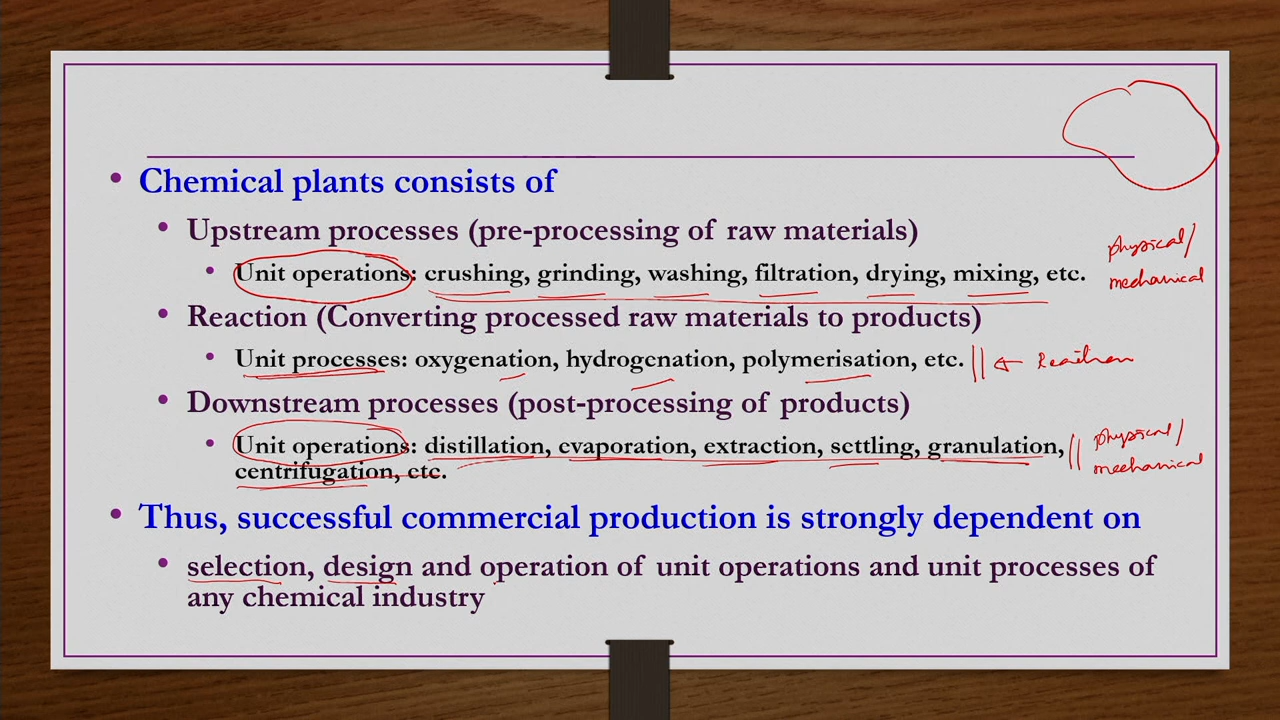 Chemical plants consists of
Upstream processes (pre-processing of raw materials)
physical/
Unit operations: crushing, grinding, washing, filtration, drying, mixing, etc.
mechanical
Reaction (Converting processed raw materials to products)
Unit processes: oxygenation, hydrogenation, polymerisation, etc.
Reaction
Downstream processes (post-processing of products)
physical/
Unit operations: distillation, evaporation, extraction, settling, granulation,
mechanical
centrifugation, etc.
Thus, successful commercial production is strongly dependent on
selection, design and operation of unit operations and unit processes of
any chemical industry